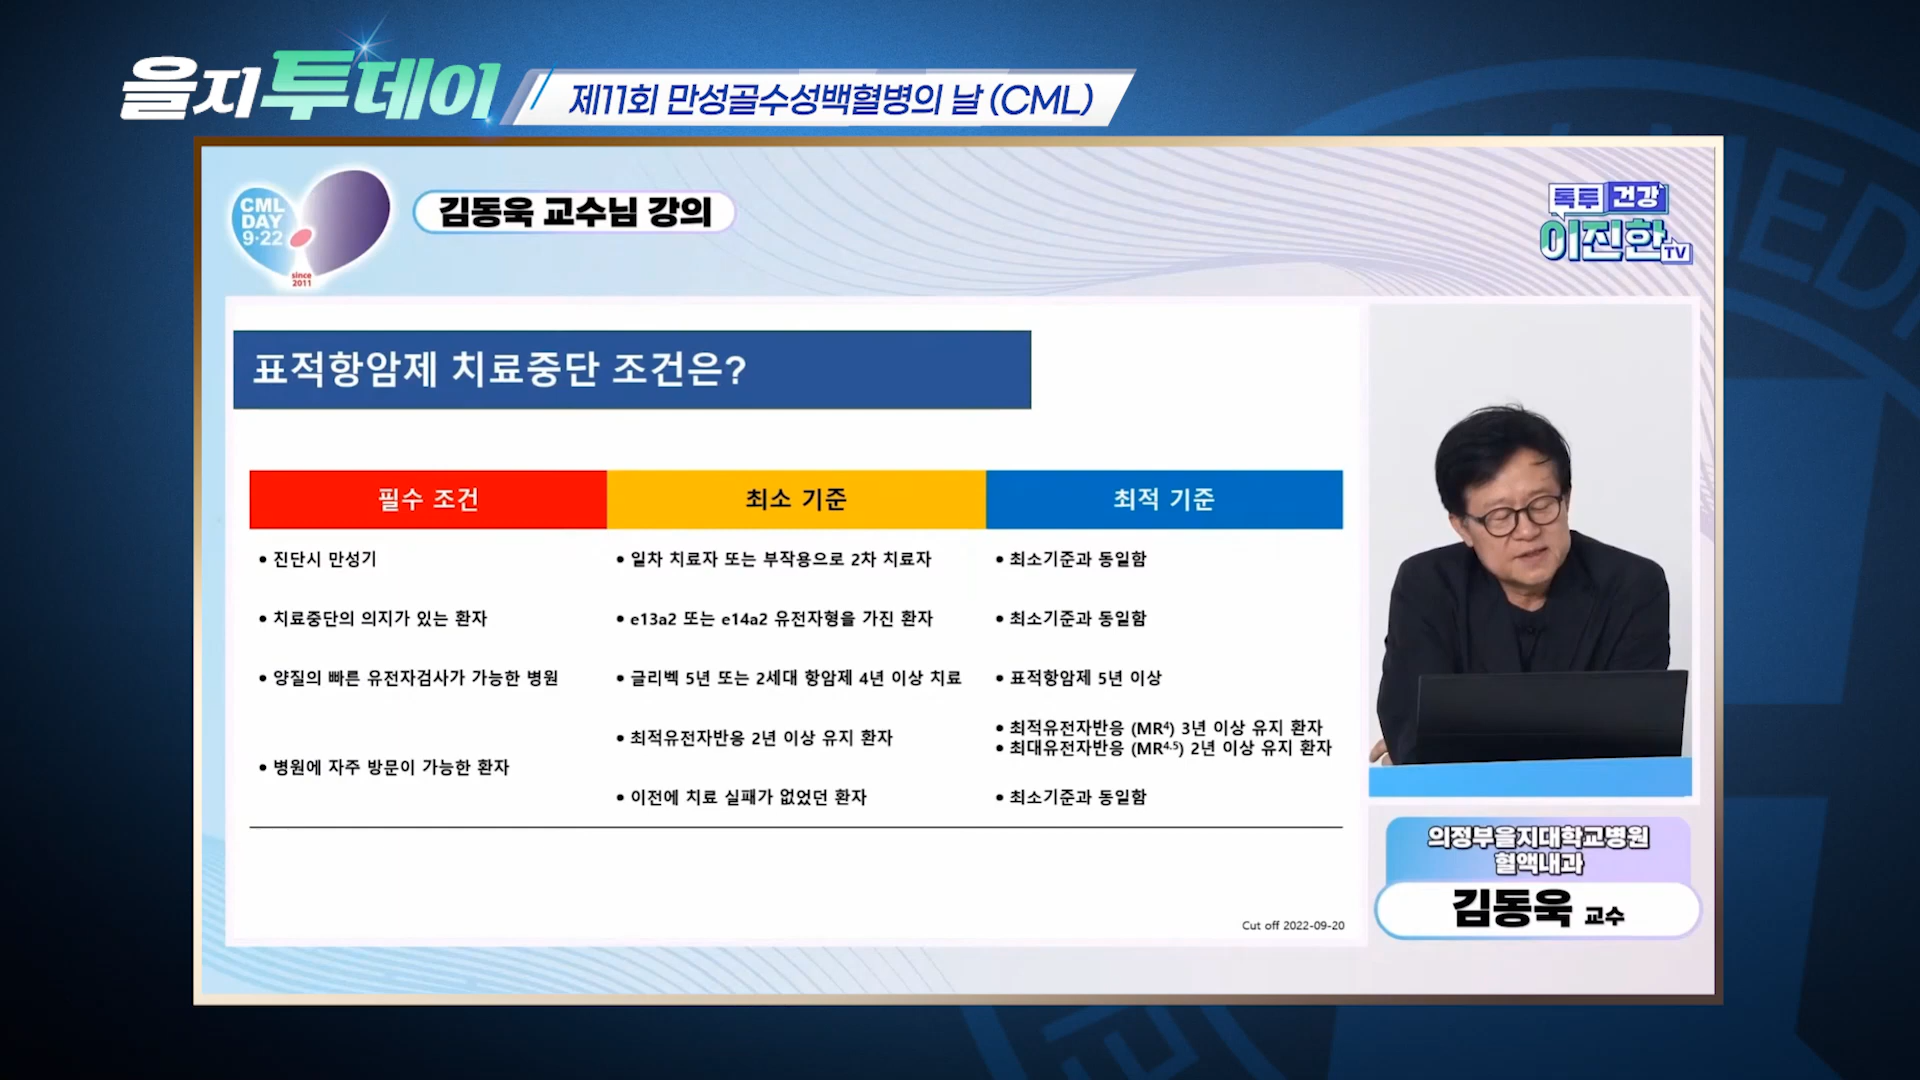 을지투데이
제11회 만성골수성백혈병의 날 (CML)
CML
DAY
9·22
since
2011
김동욱 교수님 강의
톡투 건강
이진한TV
표적항암제 치료중단 조건은?
필수 조건
최소 기준
최적 기준
• 진단시 만성기
• 일차 치료자 또는 부작용으로 2차 치료자
• 최소기준과 동일함
• 치료중단의 의지가 있는 환자
• e13a2 또는 e14a2 유전자형을 가진 환자
• 최소기준과 동일함
• 양질의 빠른 유전자검사가 가능한 병원
• 글리벡 5년 또는 2세대 항암제 4년 이상 치료
• 표적항암제 5년 이상
• 병원에 자주 방문이 가능한 환자
• 최적유전자반응 2년 이상 유지 환자
• 최적유전자반응 (MR⁴) 3년 이상 유지 환자
• 최대유전자반응 (MR⁴·⁵) 2년 이상 유지 환자
• 이전에 치료 실패가 없었던 환자
• 최소기준과 동일함
Cut off 2022-09-20
의정부을지대학교병원
혈액내과
김동욱 교수
MEDI